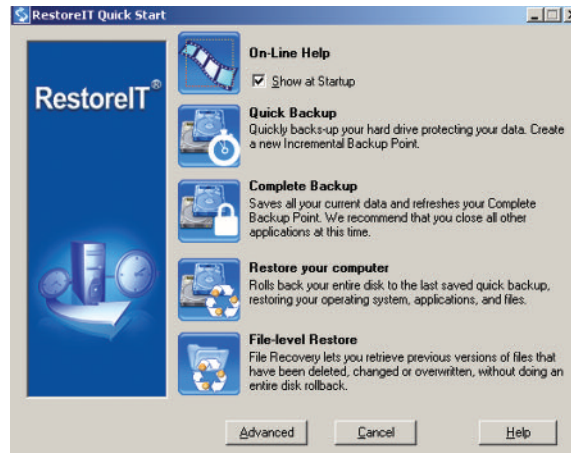 RestoreIT Quick Start
RestoreIT®
On-Line Help
Show at Startup
Quick Backup
Quickly backs-up your hard drive protecting your data. Create
a new Incremental Backup Point.
Complete Backup
Saves all your current data and refreshes your Complete
Backup Point. We recommend that you close all other
applications at this time.
Restore your computer
Rolls back your entire disk to the last saved quick backup,
restoring your operating system, applications, and files.
File-level Restore
File Recovery lets you retrieve previous versions of files that
have been deleted, changed or overwritten, without doing an
entire disk rollback.
Advanced
Cancel
Help